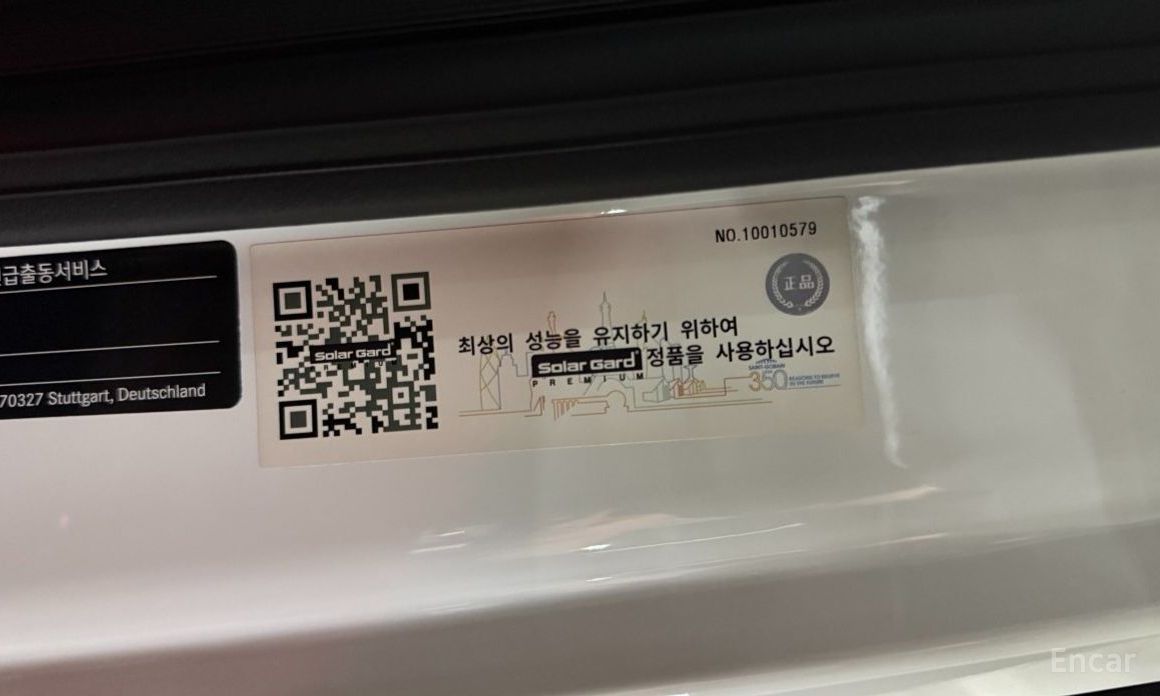 급출동서비스
70327 Stuttgart, Deutschland
Solar Gard
NO.10010579
正品
최상의 성능을 유지하기 위하여
Solar Gard 정품을 사용하십시오
PREMIUM
SAINT-GOBAIN
350
Encar